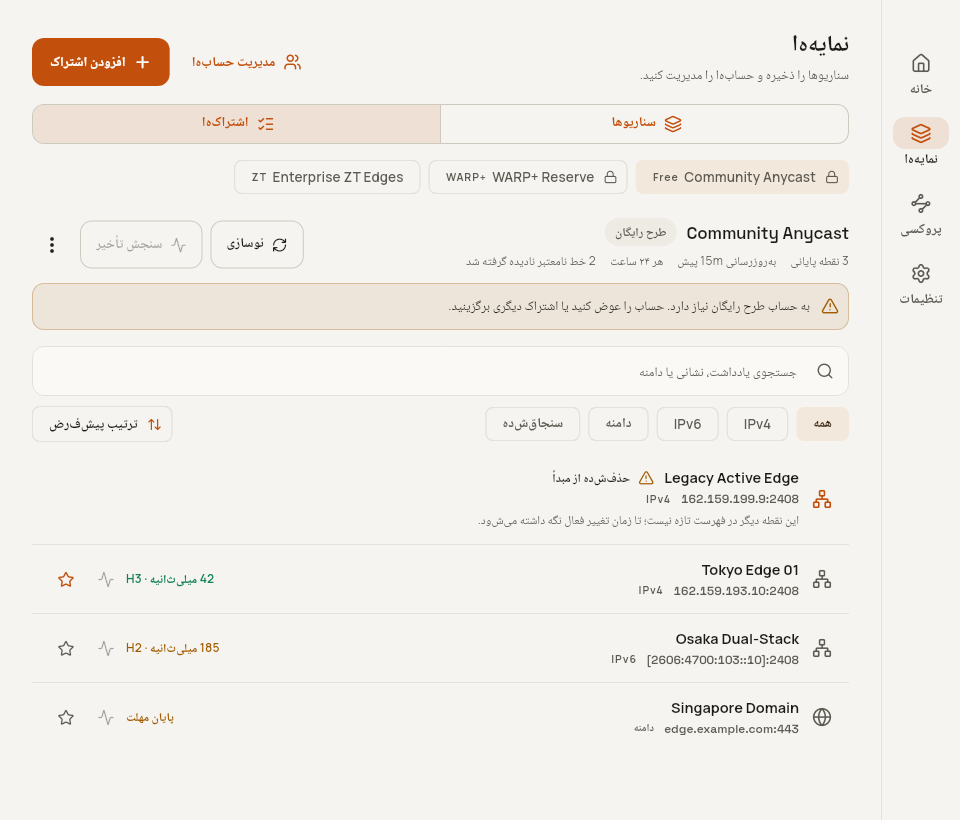 خانه
نمایه‌ها
پروکسی
تنظیمات
نمایه‌ها
سناریوها را ذخیره و حساب‌ها را مدیریت کنید.
مدیریت حساب‌ها
افزودن اشتراک
سناریوها
اشتراک‌ها
Community Anycast Free
WARP+ Reserve WARP+
Enterprise ZT Edges ZT
Community Anycast طرح رایگان
3 نقطه پایانی به‌روزرسانی 15m پیش هر ۲۴ ساعت 2 خط نامعتبر نادیده گرفته شد
نوسازی
سنجش تأخیر
به حساب طرح رایگان نیاز دارد. حساب را عوض کنید یا اشتراک دیگری برگزینید.
جستجوی یادداشت، نشانی یا دامنه
همه
IPv4
IPv6
دامنه
سنجاق‌شده
ترتیب پیش‌فرض
Legacy Active Edge حذف‌شده از مبدأ
162.159.199.9:2408 IPv4
این نقطه دیگر در فهرست تازه نیست؛ تا زمان تغییر فعال نگه داشته می‌شود.
Tokyo Edge 01
162.159.193.10:2408 IPv4
42 میلی‌ثانیه · H3
Osaka Dual-Stack
[2606:4700:103::10]:2408 IPv6
185 میلی‌ثانیه · H2
Singapore Domain
edge.example.com:443 دامنه
پایان مهلت